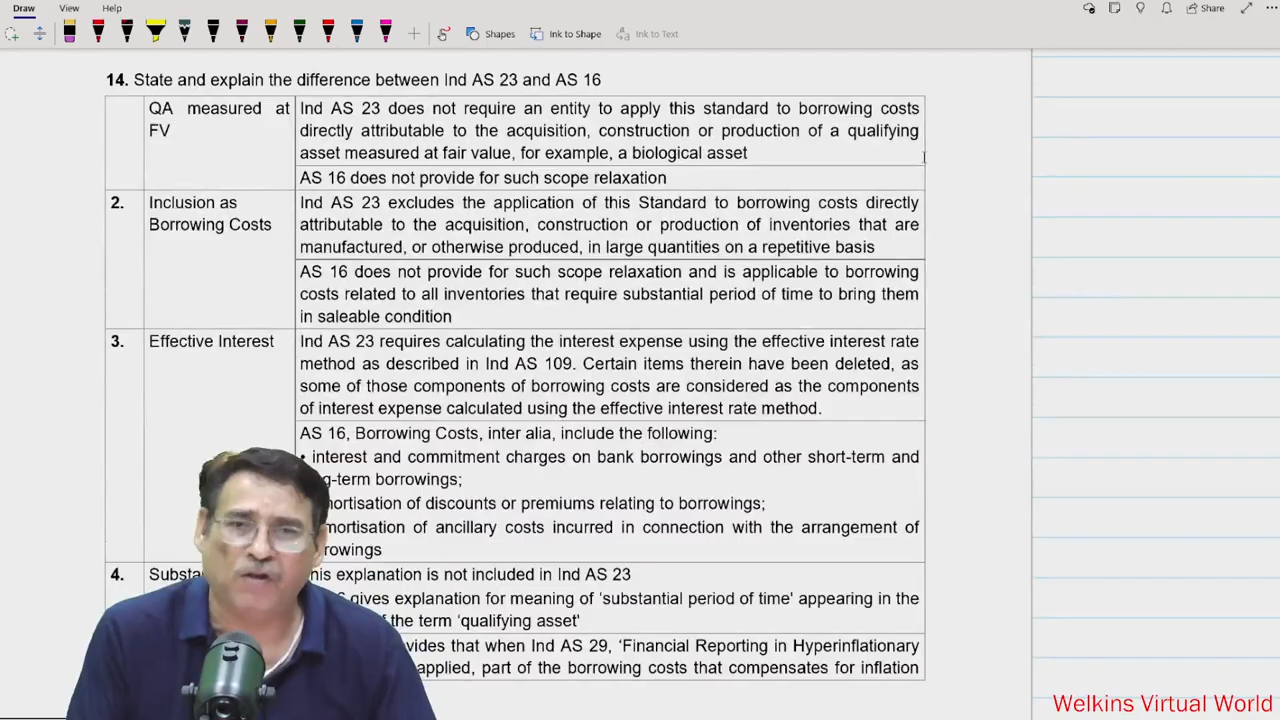 Draw View Help
Share
Shapes Ink to Shape Ink to Text
14. State and explain the difference between Ind AS 23 and AS 16
QA measured at FV
Ind AS 23 does not require an entity to apply this standard to borrowing costs
directly attributable to the acquisition, construction or production of a qualifying
asset measured at fair value, for example, a biological asset
AS 16 does not provide for such scope relaxation
2. Inclusion as
Borrowing Costs
Ind AS 23 excludes the application of this Standard to borrowing costs directly
attributable to the acquisition, construction or production of inventories that are
manufactured, or otherwise produced, in large quantities on a repetitive basis
AS 16 does not provide for such scope relaxation and is applicable to borrowing
costs related to all inventories that require substantial period of time to bring them
in saleable condition
3. Effective Interest
Ind AS 23 requires calculating the interest expense using the effective interest rate
method as described in Ind AS 109. Certain items therein have been deleted, as
some of those components of borrowing costs are considered as the components
of interest expense calculated using the effective interest rate method.
AS 16, Borrowing Costs, inter alia, include the following:
• interest and commitment charges on bank borrowings and other short-term and
g-term borrowings;
mortisation of discounts or premiums relating to borrowings;
mortisation of ancillary costs incurred in connection with the arrangement of
rowings
4. Substa
his explanation is not included in Ind AS 23
6 gives explanation for meaning of 'substantial period of time' appearing in the
of the term 'qualifying asset'
vides that when Ind AS 29, 'Financial Reporting in Hyperinflationary
applied, part of the borrowing costs that compensates for inflation
Welkins Virtual World